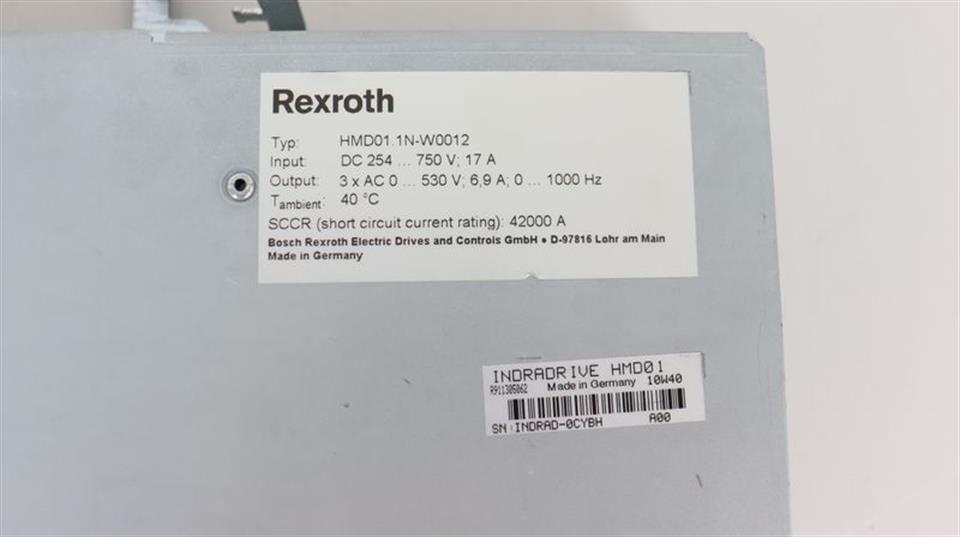 Rexroth
Typ: HMD01.1N-W0012
Input: DC 254 ... 750 V; 17 A
Output: 3 x AC 0 ... 530 V; 6,9 A; 0 ... 1000 Hz
Tambient: 40 °C
SCCR (short circuit current rating): 42000 A
Bosch Rexroth Electric Drives and Controls GmbH • D-97816 Lohr am Main
Made in Germany
INDRADRIVE HMD01
R911305062 Made in Germany 10W40
SN:INDRAD-0CYBH A00